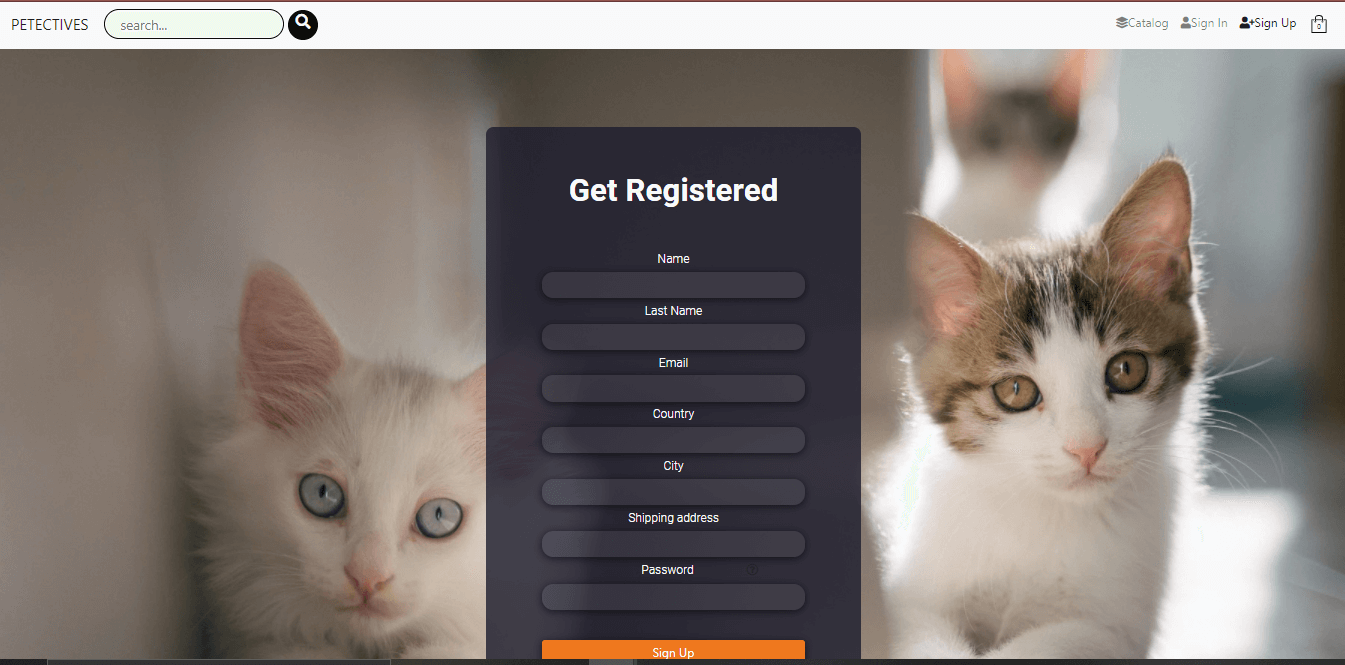 PETECTIVES search... Catalog Sign In Sign Up 0
Get Registered
Name
Last Name
Email
Country
City
Shipping address
Password
Sign Up